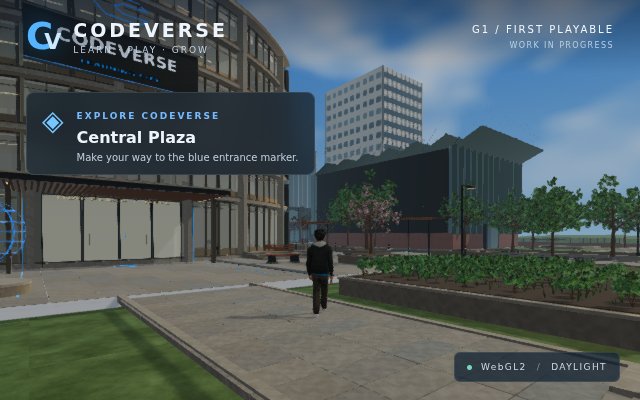 CV CODEVERSE
LEARN · PLAY · GROW
CODEVERSE
G1 / FIRST PLAYABLE
WORK IN PROGRESS
EXPLORE CODEVERSE
Central Plaza
Make your way to the blue entrance marker.
WebGL2 / DAYLIGHT